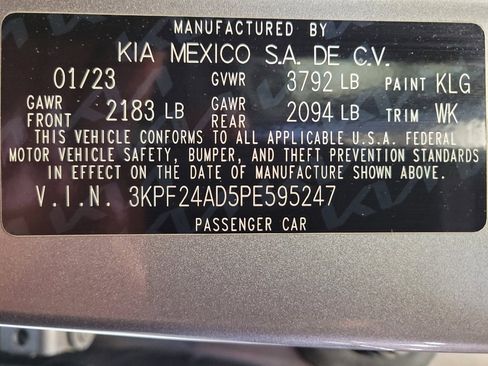 MANUFACTURED BY
KIA MEXICO S.A. DE C.V.
01/23 GVWR 3792 LB PAINT KLG
GAWR FRONT 2183 LB GAWR REAR 2094 LB TRIM WK
THIS VEHICLE CONFORMS TO ALL APPLICABLE U.S.A. FEDERAL
MOTOR VEHICLE SAFETY, BUMPER, AND THEFT PREVENTION STANDARDS
IN EFFECT ON THE DATE OF MANUFACTURE SHOWN ABOVE.
V.I.N. 3KPF24AD5PE595247
PASSENGER CAR